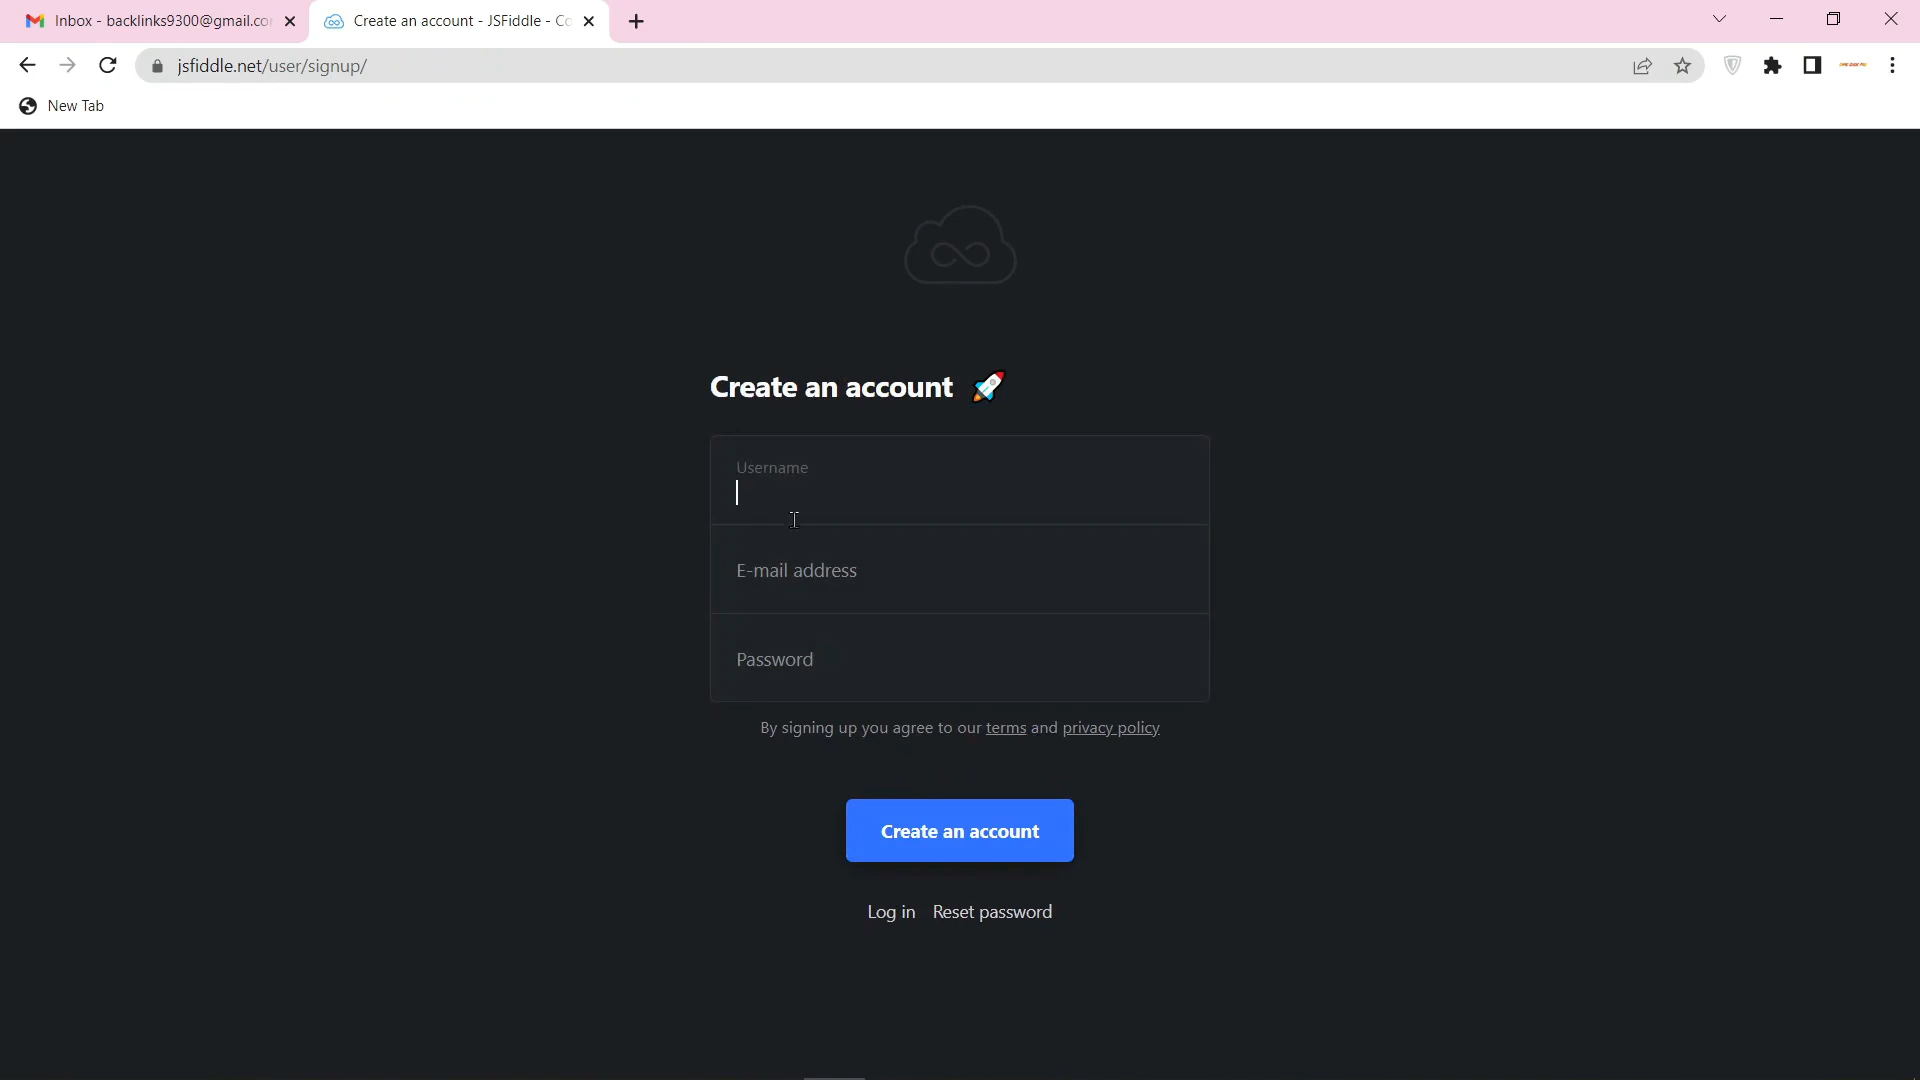 Inbox - backlinks9300@gmail.co
Create an account - JSFiddle - Co
jsfiddle.net/user/signup/
New Tab
Create an account 🚀
Username
E-mail address
Password
By signing up you agree to our terms and privacy policy
Create an account
Log in Reset password